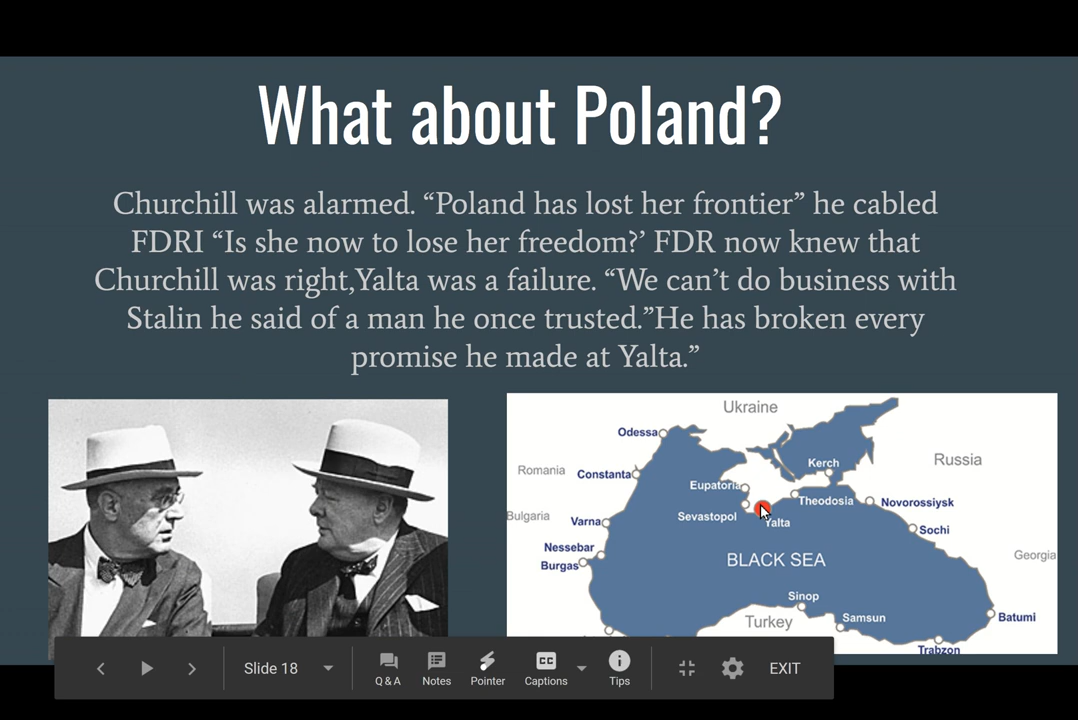 What about Poland?
Churchill was alarmed. “Poland has lost her frontier” he cabled
FDRI “Is she now to lose her freedom?’ FDR now knew that
Churchill was right,Yalta was a failure. “We can’t do business with
Stalin he said of a man he once trusted.”He has broken every
promise he made at Yalta.”
Ukraine
Odessa
Kerch
Russia
Romania
Constanta
Eupatoria
Theodosia
Novorossiysk
Bulgaria
Varna
Sevastopol
Yalta
Sochi
Nessebar
Georgia
Burgas
BLACK SEA
Sinop
Samsun
Batumi
Turkey
Trabzon
Slide 18
Q & A
Notes
Pointer
CC
Captions
Tips
EXIT